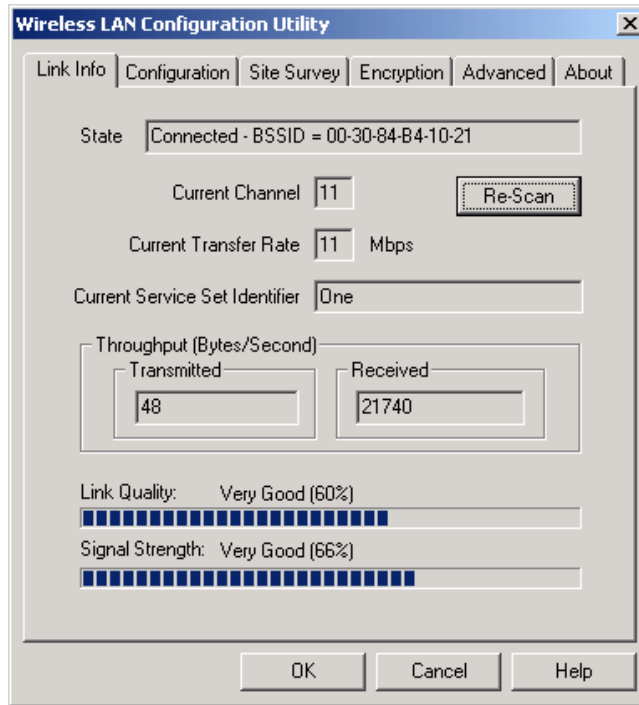 Wireless LAN Configuration Utility
Link Info Configuration Site Survey Encryption Advanced About
State Connected - BSSID = 00-30-84-B4-10-21
Current Channel 11 Re-Scan
Current Transfer Rate 11 Mbps
Current Service Set Identifier One
Throughput (Bytes/Second)
Transmitted Received
48 21740
Link Quality: Very Good (60%)
Signal Strength: Very Good (66%)
OK Cancel Help